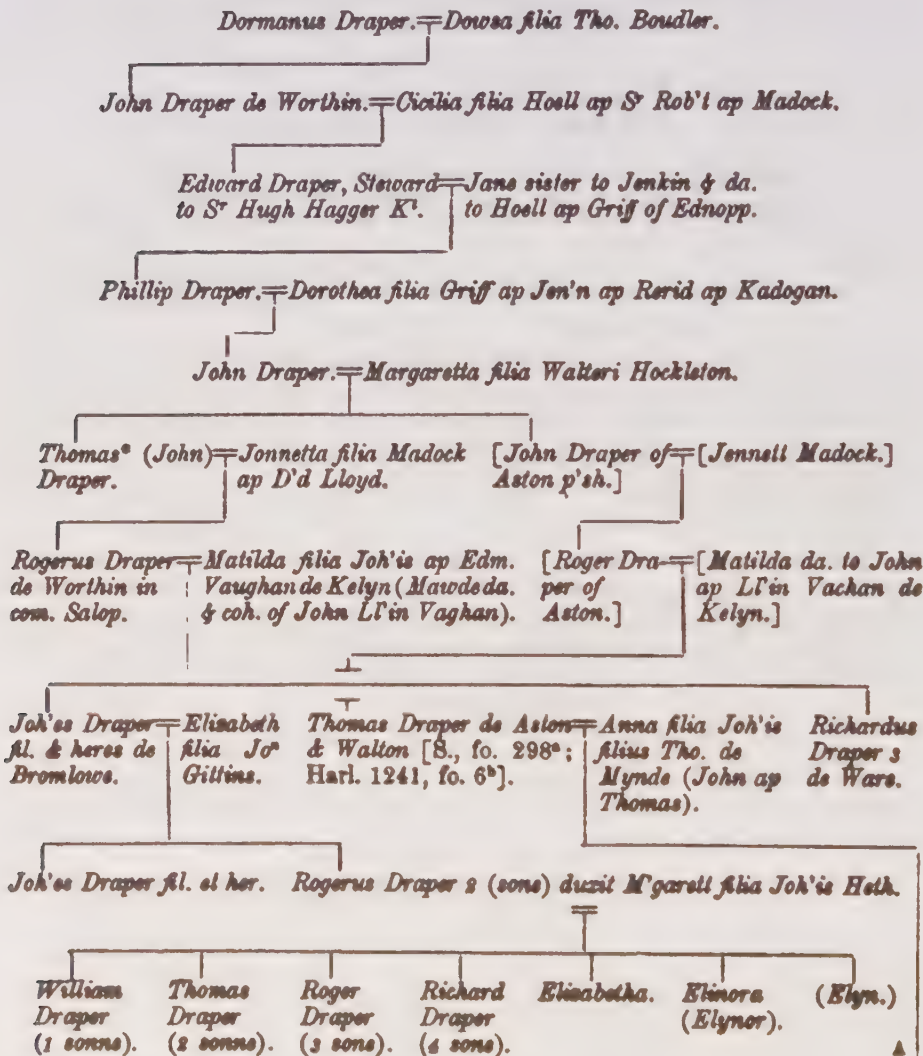 Dormanus Draper. Dowsa filia Tho. Boudler.
John Draper de Worthin. Cicilia filia Hoell ap Sr Rob't ap Madock.
Edward Draper, Steward to Sr Hugh Hagger Kt. Jane sister to Jenkin & da. to Hoell ap Griff of Ednopp.
Phillip Draper. Dorothea filia Griff ap Jen'n ap Rerid ap Kadogan.
John Draper. Margaretta filia Walteri Hockleton.
Thomas* (John) Draper. Jonnetta filia Madock ap D'd Lloyd. [John Draper of Aston p'sh.] [Jennett Madock.]
Rogerus Draper de Worthin in com. Salop. Matilda filia Joh'is ap Edm. Vaughan de Kelyn (Mawde da. & coh. of John Ll'in Vaghan). [Roger Draper of Aston.] [Matilda da. to John ap Ll'in Vachan de Kelyn.]
Joh'es Draper fil. & heres de Bromlowe. Elizabeth filia Jon Gittins. Thomas Draper de Aston & Walton [S., fo. 298a; Harl. 1241, fo. 6b]. Anna filia Joh'is filius Tho. de Mynde (John ap Thomas). Richardus Draper 3 de Ware.
Joh'es Draper fil. et her. Rogerus Draper 2 (sone) duxit M'garett filia Joh'is Heth.
William Draper (1 sonne). Thomas Draper (2 sonne). Roger Draper (3 sone). Richard Draper (4 sone). Elizabetha. Elinora (Elynor). (Elyn.)
A